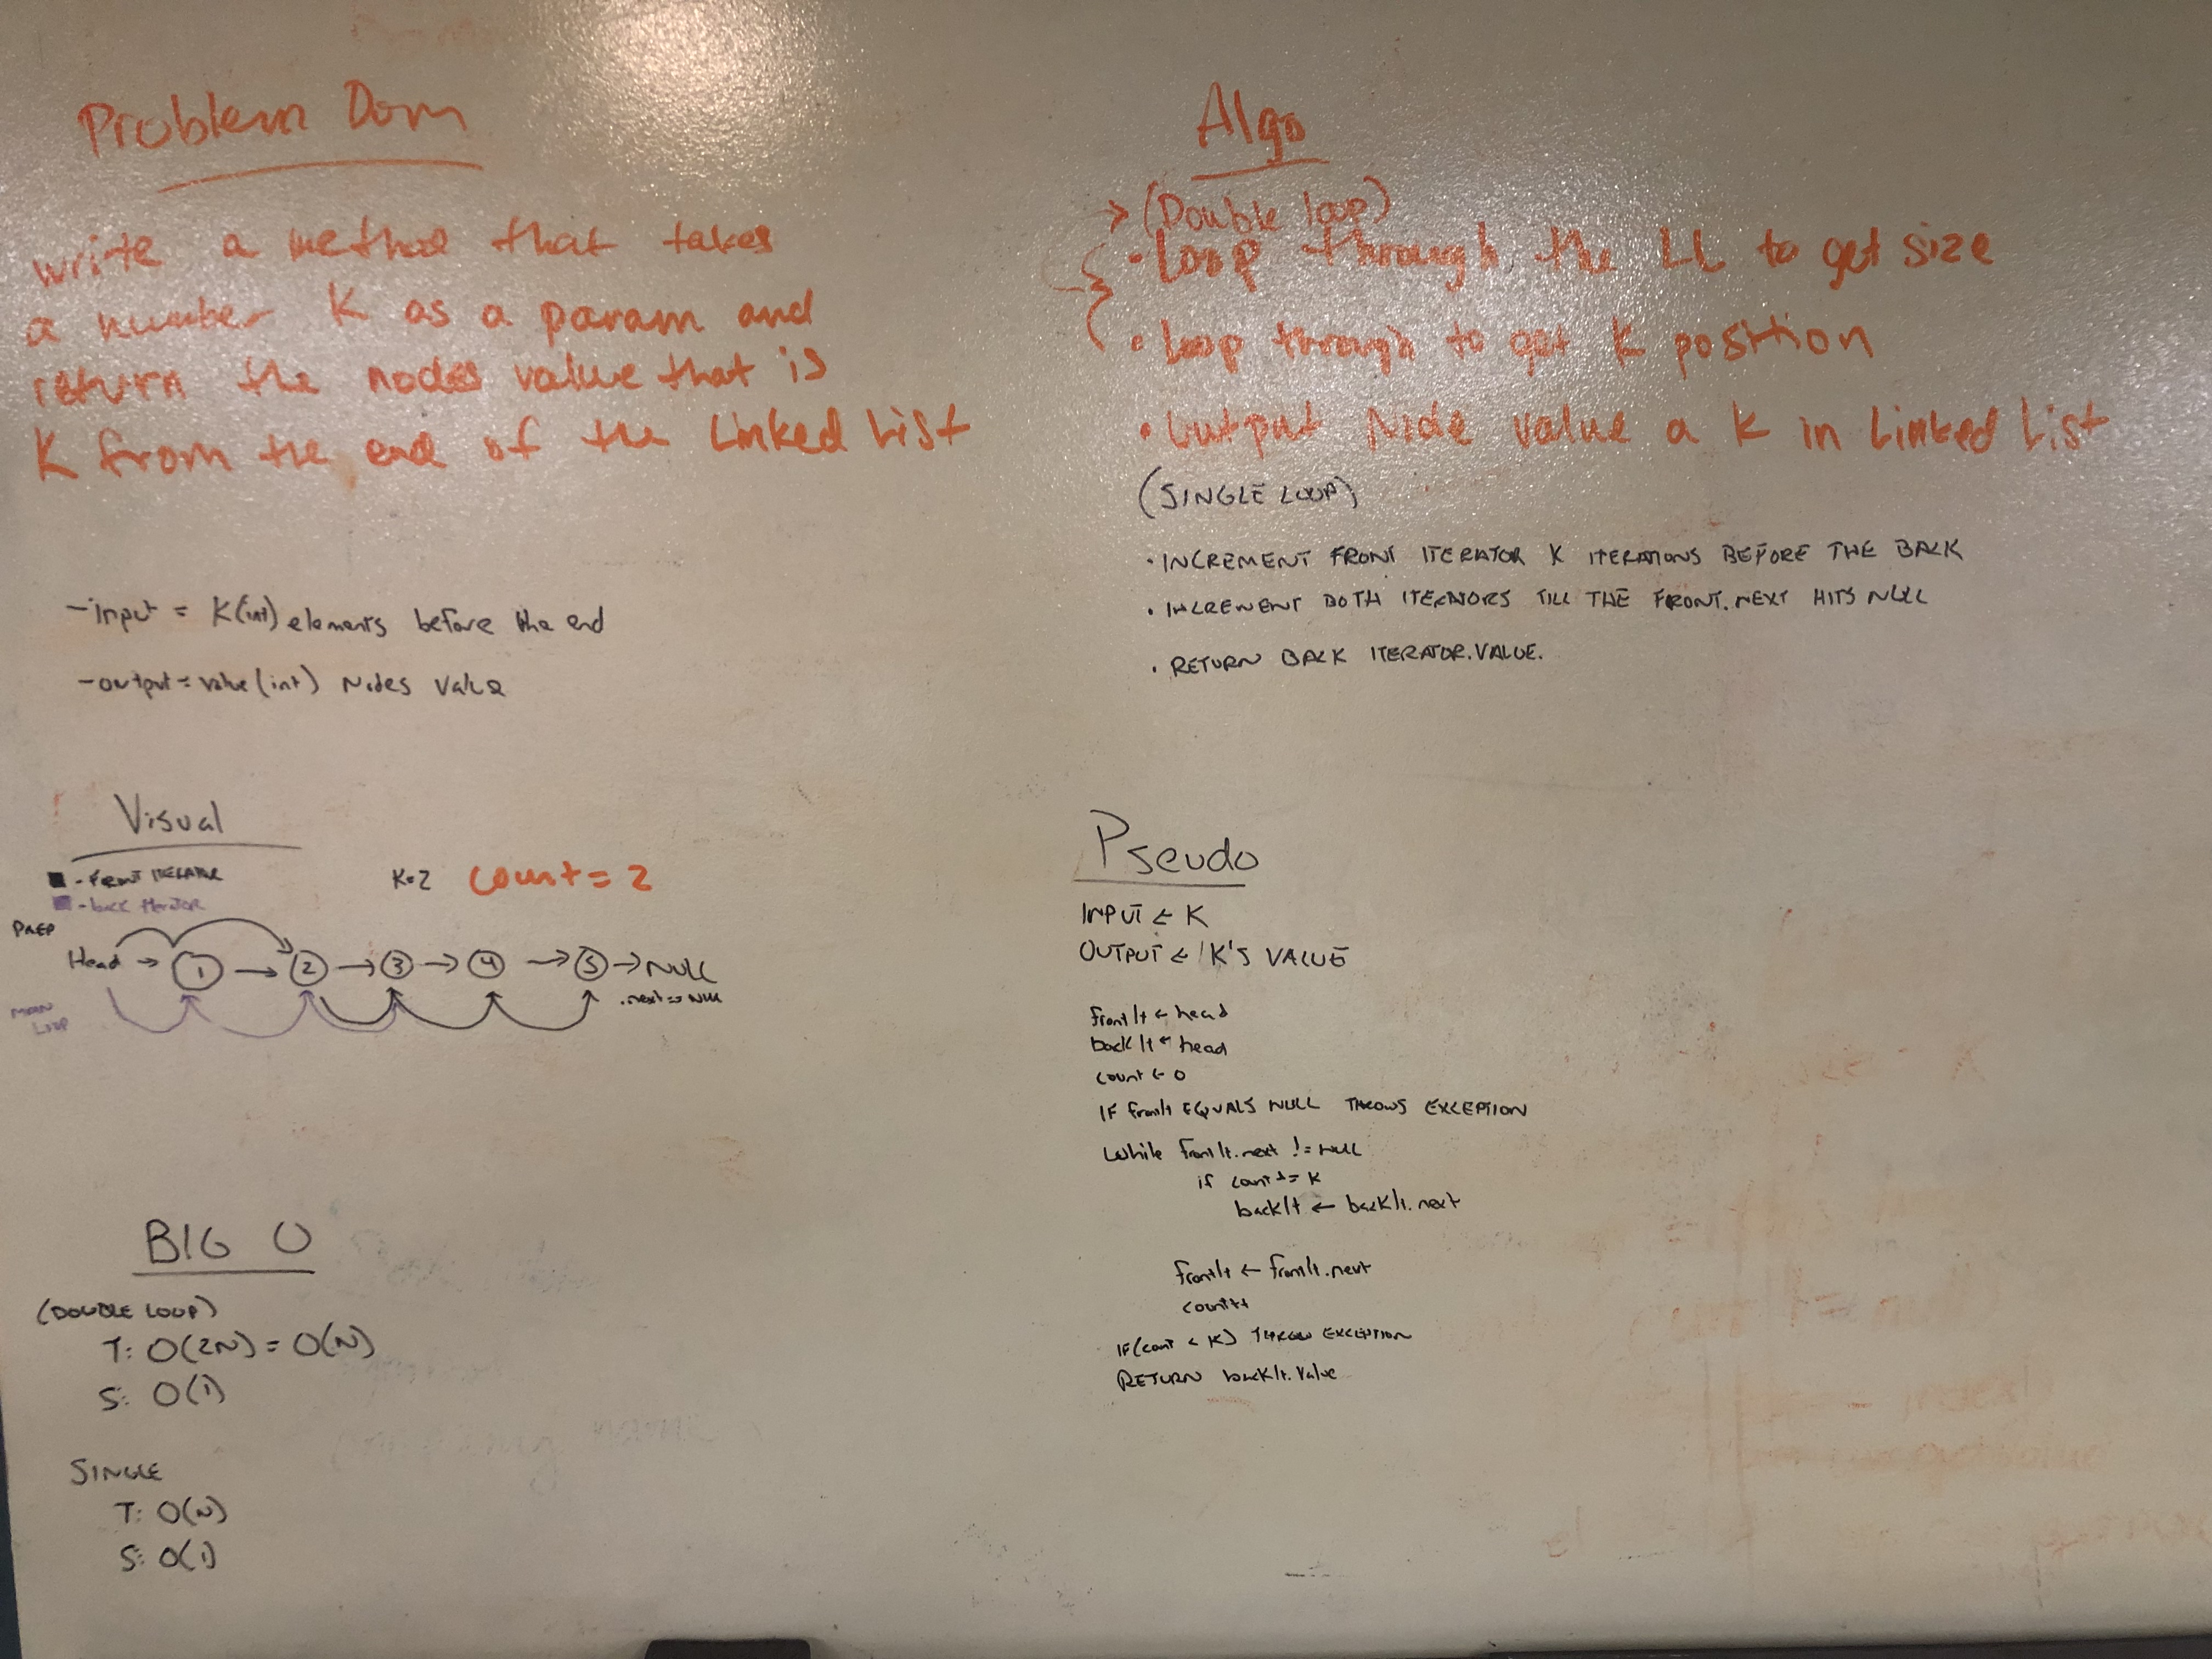 Problem Dom
write a method that takes
a number K as a param and
return the nodes value that is
K from the end of the Linked List
- input = K(int) elements before the end
- output = value (int) Nodes value
Visual
- Front ITERATOR
- back iterator
K=2 count = 2
PREP
Head → 1 → 2 → 3 → 4 → 5 → NULL
.next == NULL
MAIN
LOOP
BIG O
(DOUBLE LOOP)
T: O(2N) = O(N)
S: O(1)
SINGLE
T: O(N)
S: O(1)
Algo
> (Double loop)
• Loop through the LL to get size
• Loop through to get K position
• Output Node value a K in Linked List
(SINGLE LOOP)
• INCREMENT FRONT ITERATOR K ITERATIONS BEFORE THE BACK
• INCREMENT BOTH ITERATORS TILL THE FRONT.NEXT HITS NULL
• RETURN BACK ITERATOR.VALUE.
Pseudo
INPUT ← K
OUTPUT ← K'S VALUE
frontIt ← head
backIt ← head
count ← 0
IF frontIt EQUALS NULL THROWS EXCEPTION
While frontIt.next != NULL
if count >= K
backIt ← backIt.next
frontIt ← frontIt.next
count++
IF (count < K) THROW EXCEPTION
RETURN backIt.Value